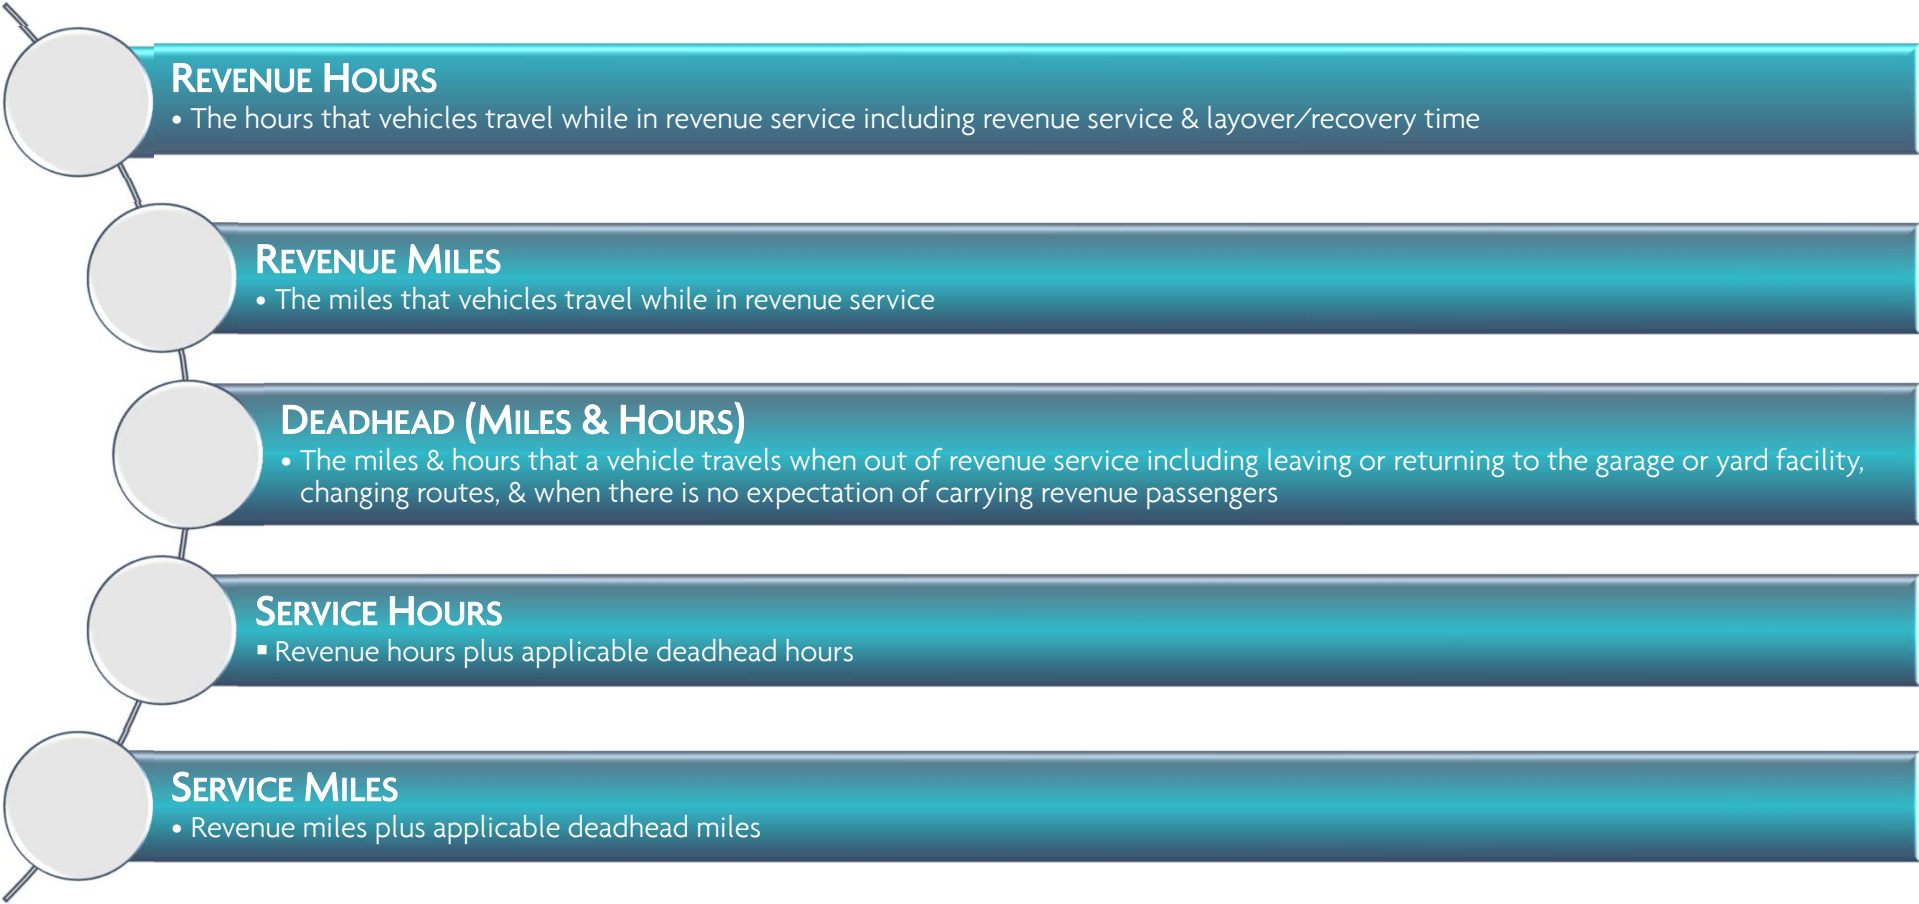 REVENUE HOURS
• The hours that vehicles travel while in revenue service including revenue service & layover/recovery time
REVENUE MILES
• The miles that vehicles travel while in revenue service
DEADHEAD (MILES & HOURS)
• The miles & hours that a vehicle travels when out of revenue service including leaving or returning to the garage or yard facility,
changing routes, & when there is no expectation of carrying revenue passengers
SERVICE HOURS
▪ Revenue hours plus applicable deadhead hours
SERVICE MILES
• Revenue miles plus applicable deadhead miles